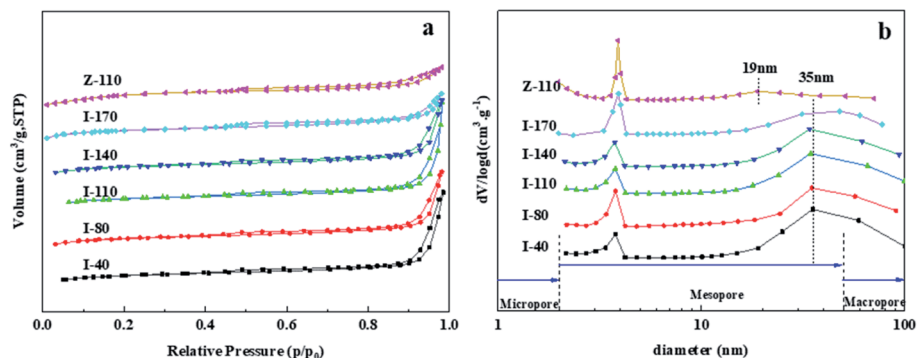 a
Z-110
I-170
I-140
I-110
I-80
I-40
Volume (cm³/g,STP)
0.0 0.2 0.4 0.6 0.8 1.0
Relative Pressure (p/p₀)
b
19nm
35nm
Z-110
I-170
I-140
I-110
I-80
I-40
dV/logd(cm³·g⁻¹)
Micropore Mesopore Macropore
1 10 100
diameter (nm)